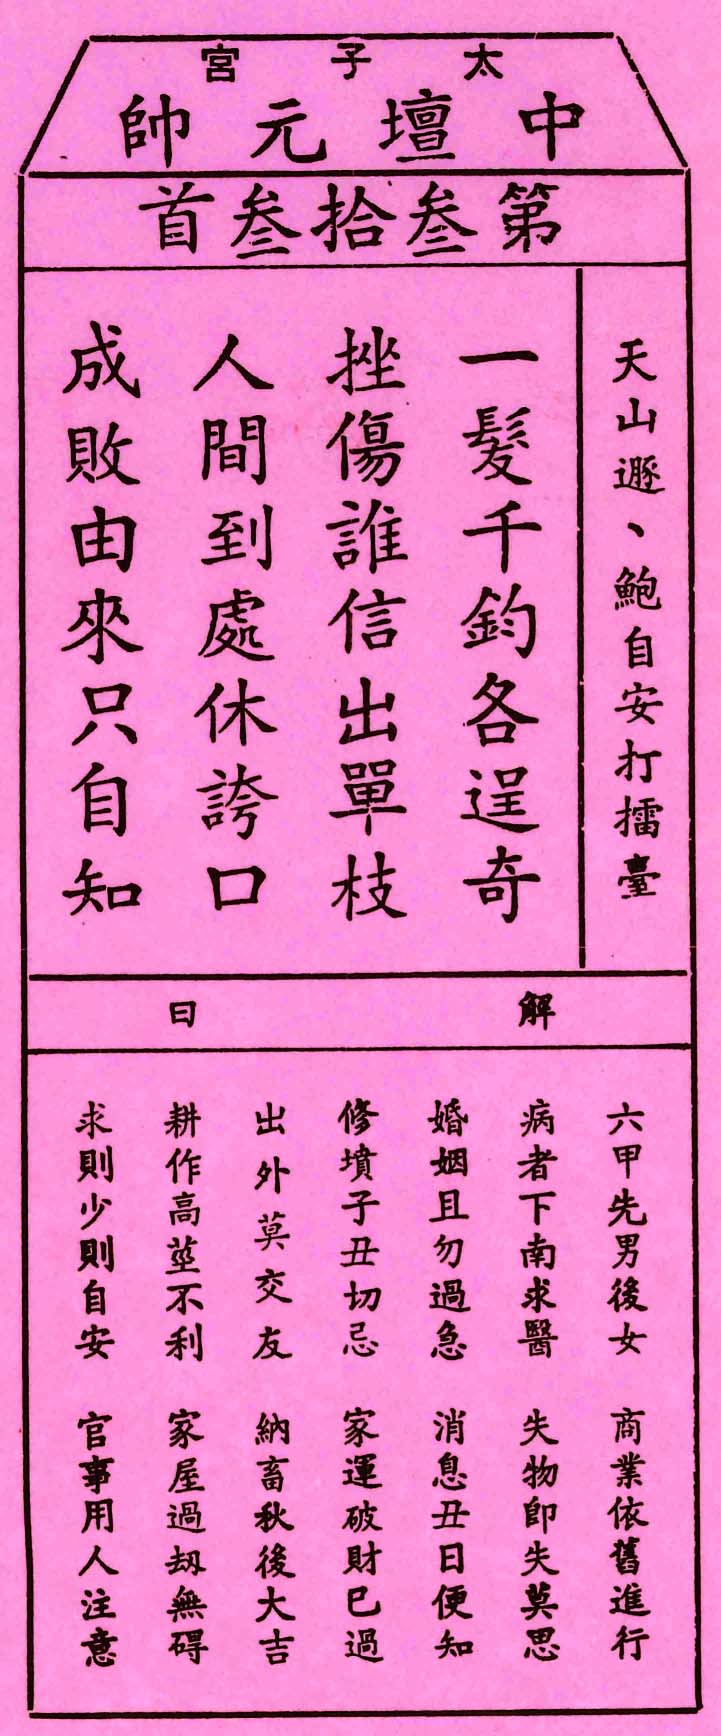 太子宮
中壇元帥
第叁拾叁首
天山遯、鮑自安打擂臺
一髮千鈞各逞奇
挫傷誰信出單枝
人間到處休誇口
成敗由來只自知
解曰
六甲先男後女　商業依舊進行
病者下南求醫　失物即失莫思
婚姻且勿過急　消息丑日便知
修墳子丑切忌　家運破財已過
出外莫交友　納畜秋後大吉
耕作高莖不利　家屋過刼無碍
求則少則自安　官事用人注意